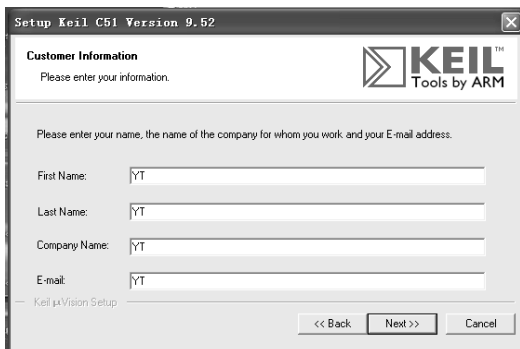 Setup Keil C51 Version 9.52
Customer Information
Please enter your information.
KEIL™
Tools by ARM
Please enter your name, the name of the company for whom you work and your E-mail address.
First Name: YT
Last Name: YT
Company Name: YT
E-mail: YT
Keil µVision Setup
<< Back Next >> Cancel